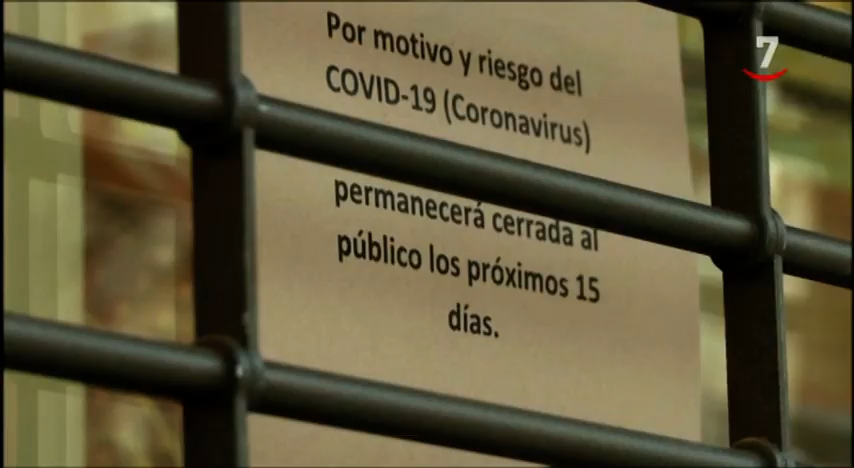 7
Por motivo y riesgo del
COVID-19 (Coronavirus)
permanecerá cerrada al
público los próximos 15
días.